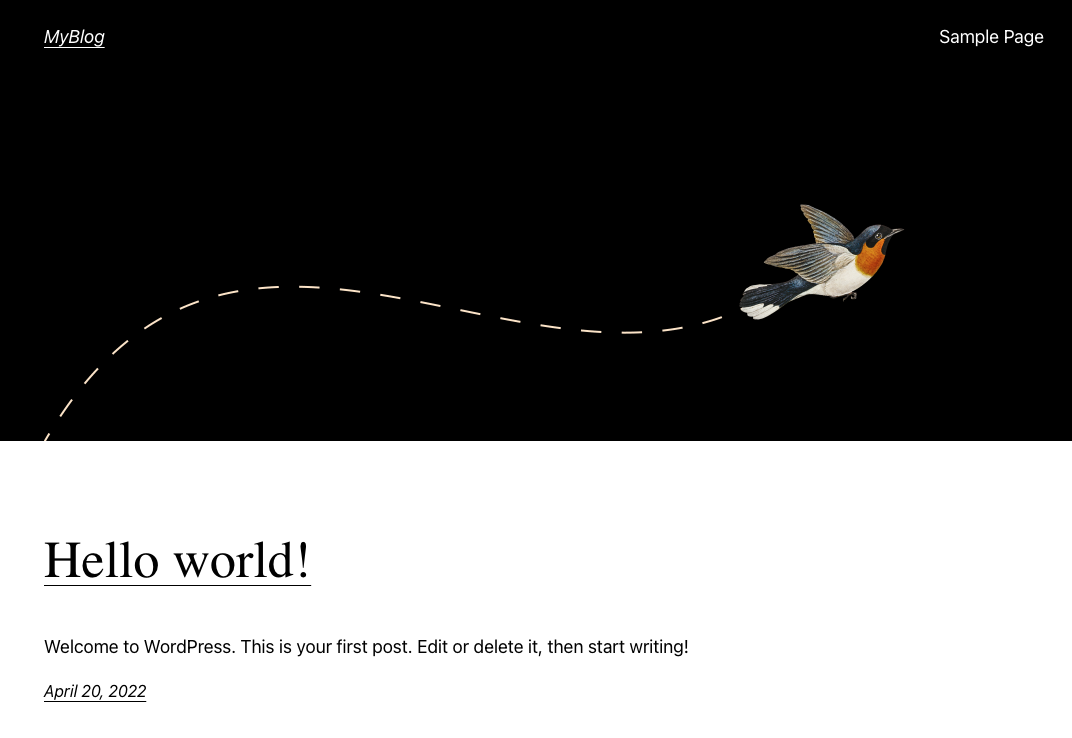 MyBlog
Sample Page
Hello world!
Welcome to WordPress. This is your first post. Edit or delete it, then start writing!
April 20, 2022